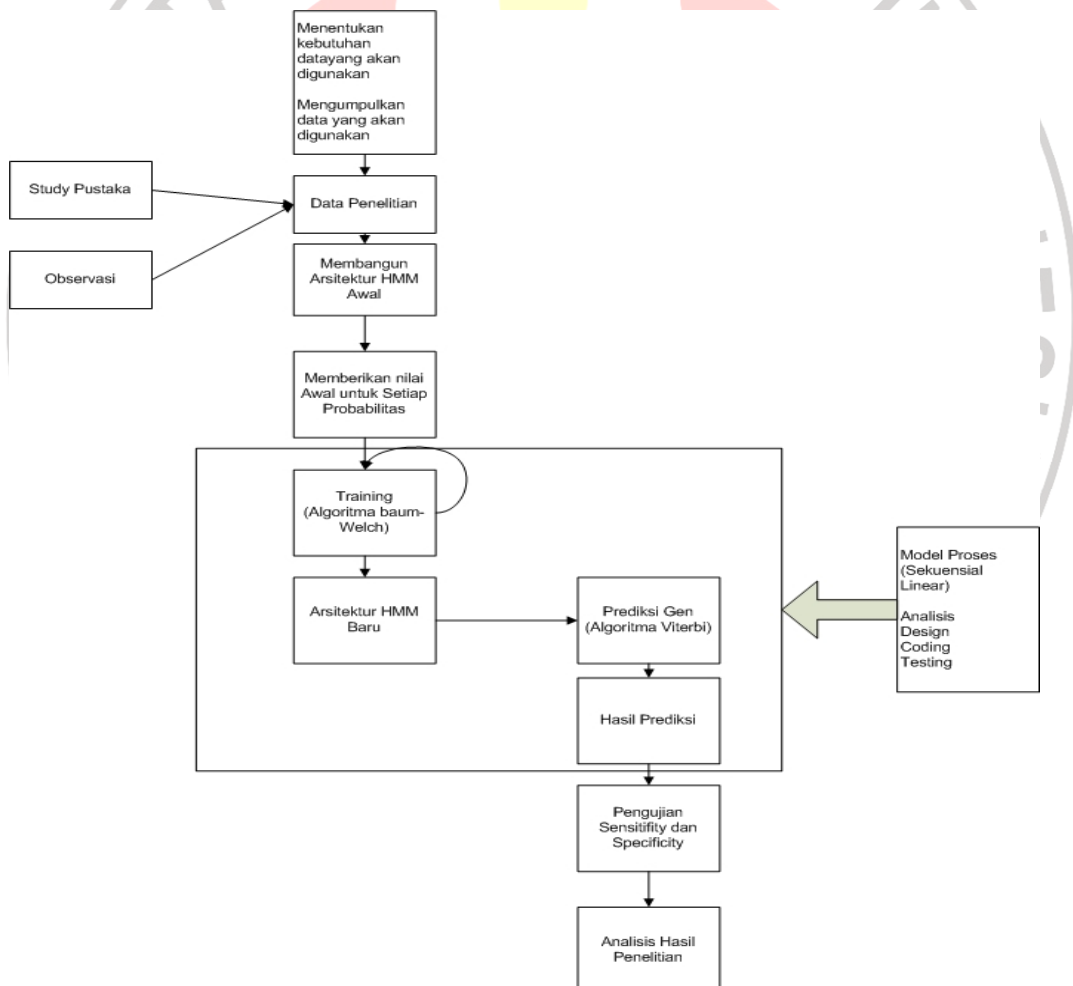 Menentukan
kebutuhan
datayang akan
digunakan
Mengumpulkan
data yang akan
digunakan
Study Pustaka
Data Penelitian
Observasi
Membangun
Arsitektur HMM
Awal
Memberikan nilai
Awal untuk Setiap
Probabilitas
Training
(Algoritma baum-
Welch)
Arsitektur HMM
Baru
Prediksi Gen
(Algoritma Viterbi)
Hasil Prediksi
Model Proses
(Sekuensial
Linear)
Analisis
Design
Coding
Testing
Pengujian
Sensitifity dan
Specificity
Analisis Hasil
Penelitian